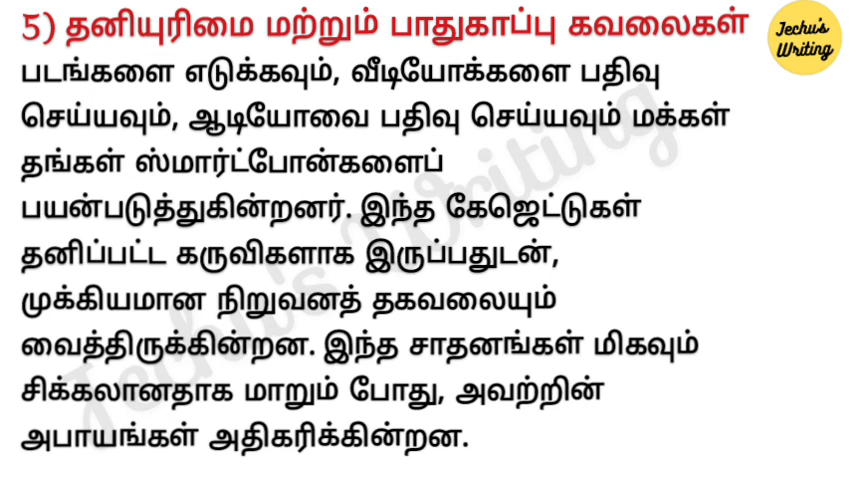 5) தனியுரிமை மற்றும் பாதுகாப்பு கவலைகள்
Jechu's
Writing
படங்களை எடுக்கவும், வீடியோக்களை பதிவு
செய்யவும், ஆடியோவை பதிவு செய்யவும் மக்கள்
தங்கள் ஸ்மார்ட்போன்களைப்
பயன்படுத்துகின்றனர். இந்த கேஜெட்டுகள்
தனிப்பட்ட கருவிகளாக இருப்பதுடன்,
முக்கியமான நிறுவனத் தகவலையும்
வைத்திருக்கின்றன. இந்த சாதனங்கள் மிகவும்
சிக்கலானதாக மாறும் போது, அவற்றின்
அபாயங்கள் அதிகரிக்கின்றன.
Jechu's Writing